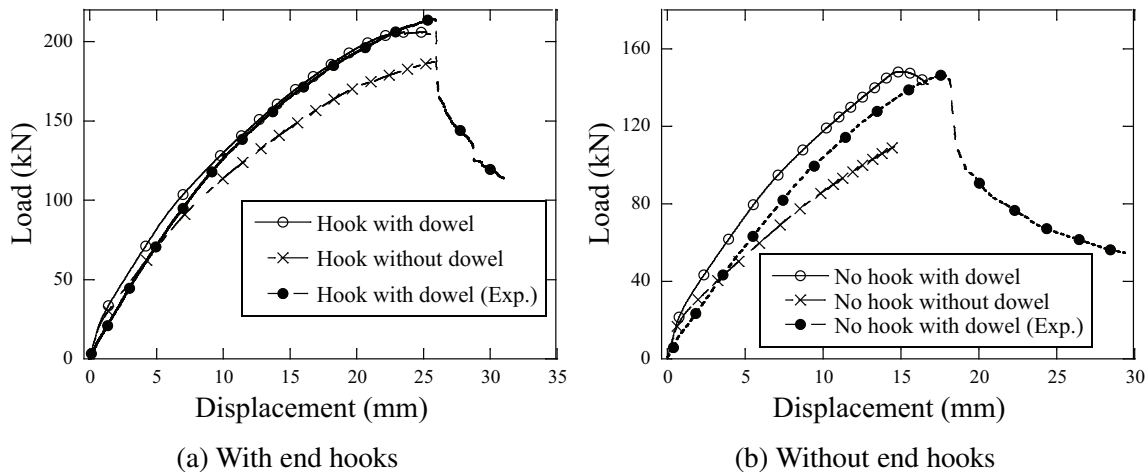 200
150
100
50
0
Load (kN)
Hook with dowel
Hook without dowel
Hook with dowel (Exp.)
0 5 10 15 20 25 30 35
Displacement (mm)
(a) With end hooks
160
120
80
40
0
Load (kN)
No hook with dowel
No hook without dowel
No hook with dowel (Exp.)
0 5 10 15 20 25 30
Displacement (mm)
(b) Without end hooks